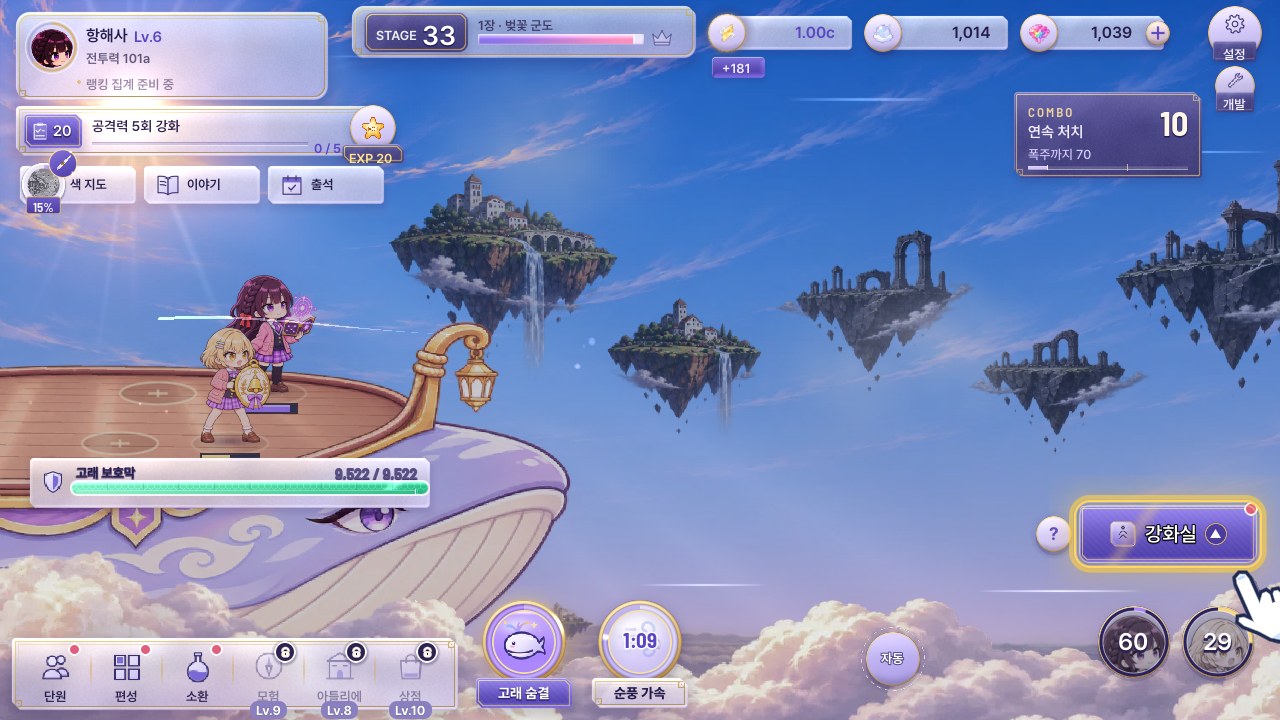 항해사 Lv.6
전투력 101a
랭킹 집계 준비 중
STAGE 33
1장 · 벚꽃 군도
1.00c
+181
1,014
1,039
설정
개발
20
공격력 5회 강화
0 / 5
EXP 20
색 지도
15%
이야기
출석
COMBO
연속 처치
10
폭주까지 70
고래 보호막
9,522 / 9,522
?
강화실
단원
편성
소환
모험
Lv.9
아틀리에
Lv.8
상점
Lv.10
고래 숨결
1:09
순풍 가속
자동
60
29